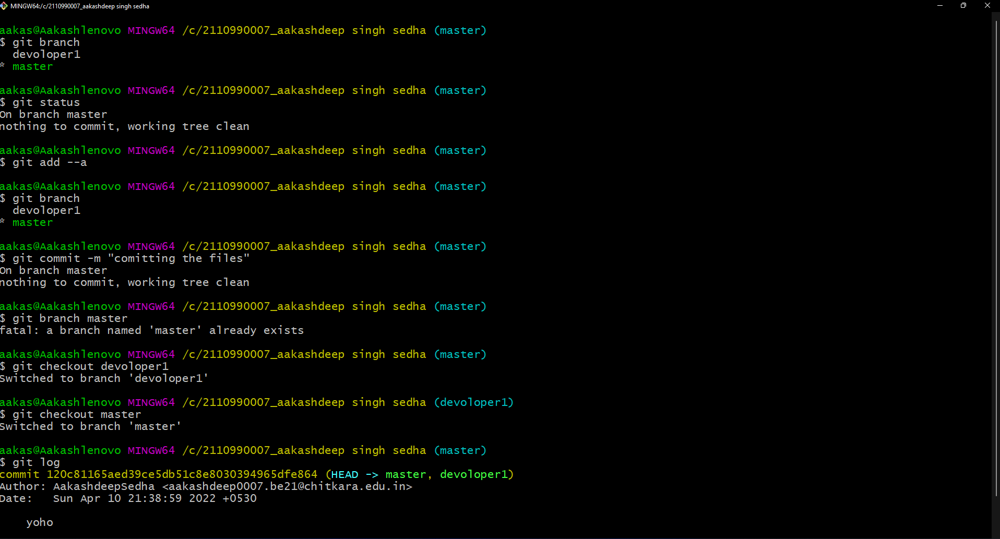 MINGW64:/c/2110990007_aakashdeep singh sedha
aakas@Aakashlenovo MINGW64 /c/2110990007_aakashdeep singh sedha (master)
$ git branch
  devoloper1
* master
aakas@Aakashlenovo MINGW64 /c/2110990007_aakashdeep singh sedha (master)
$ git status
On branch master
nothing to commit, working tree clean
aakas@Aakashlenovo MINGW64 /c/2110990007_aakashdeep singh sedha (master)
$ git add --a
aakas@Aakashlenovo MINGW64 /c/2110990007_aakashdeep singh sedha (master)
$ git branch
  devoloper1
* master
aakas@Aakashlenovo MINGW64 /c/2110990007_aakashdeep singh sedha (master)
$ git commit -m "comitting the files"
On branch master
nothing to commit, working tree clean
aakas@Aakashlenovo MINGW64 /c/2110990007_aakashdeep singh sedha (master)
$ git branch master
fatal: a branch named 'master' already exists
aakas@Aakashlenovo MINGW64 /c/2110990007_aakashdeep singh sedha (master)
$ git checkout devoloper1
Switched to branch 'devoloper1'
aakas@Aakashlenovo MINGW64 /c/2110990007_aakashdeep singh sedha (devoloper1)
$ git checkout master
Switched to branch 'master'
aakas@Aakashlenovo MINGW64 /c/2110990007_aakashdeep singh sedha (master)
$ git log
commit 120c81165aed39ce5db51c8e8030394965dfe864 (HEAD -> master, devoloper1)
Author: AakashdeepSedha <aakashdeep0007.be21@chitkara.edu.in>
Date:   Sun Apr 10 21:38:59 2022 +0530
    yoho